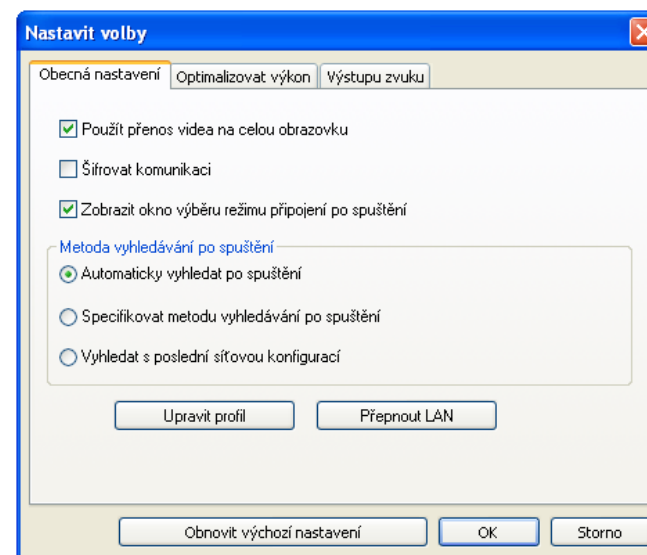 Nastavit volby
Obecná nastavení
Optimalizovat výkon
Výstupu zvuku
Použít přenos videa na celou obrazovku
Šifrovat komunikaci
Zobrazit okno výběru režimu připojení po spuštění
Metoda vyhledávání po spuštění
Automaticky vyhledat po spuštění
Specifikovat metodu vyhledávání po spuštění
Vyhledat s poslední síťovou konfigurací
Upravit profil
Přepnout LAN
Obnovit výchozí nastavení
OK
Storno